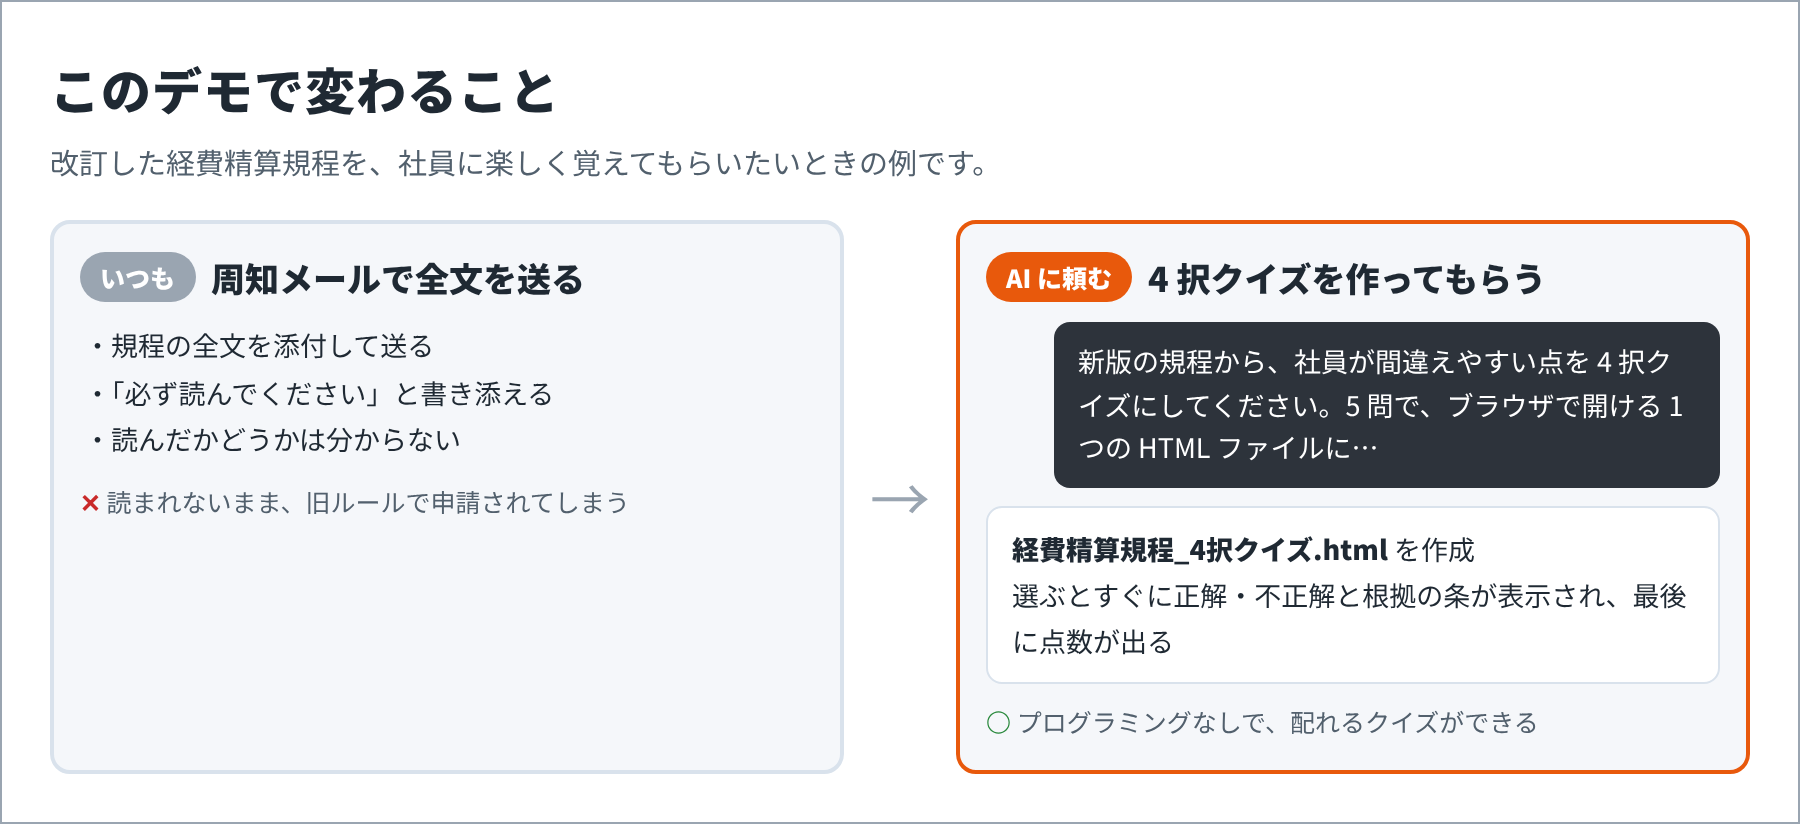 このデモで変わること
改訂した経費精算規程を、社員に楽しく覚えてもらいたいときの例です。
いつも 周知メールで全文を送る
・規程の全文を添付して送る
・「必ず読んでください」と書き添える
・読んだかどうかは分からない
× 読まれないまま、旧ルールで申請されてしまう
→
AI に頼む 4 択クイズを作ってもらう
新版の規程から、社員が間違えやすい点を 4 択ク
イズにしてください。5 問で、ブラウザで開ける 1
つの HTML ファイルに…
経費精算規程_4択クイズ.html を作成
選ぶとすぐに正解・不正解と根拠の条が表示され、最後
に点数が出る
○ プログラミングなしで、配れるクイズができる